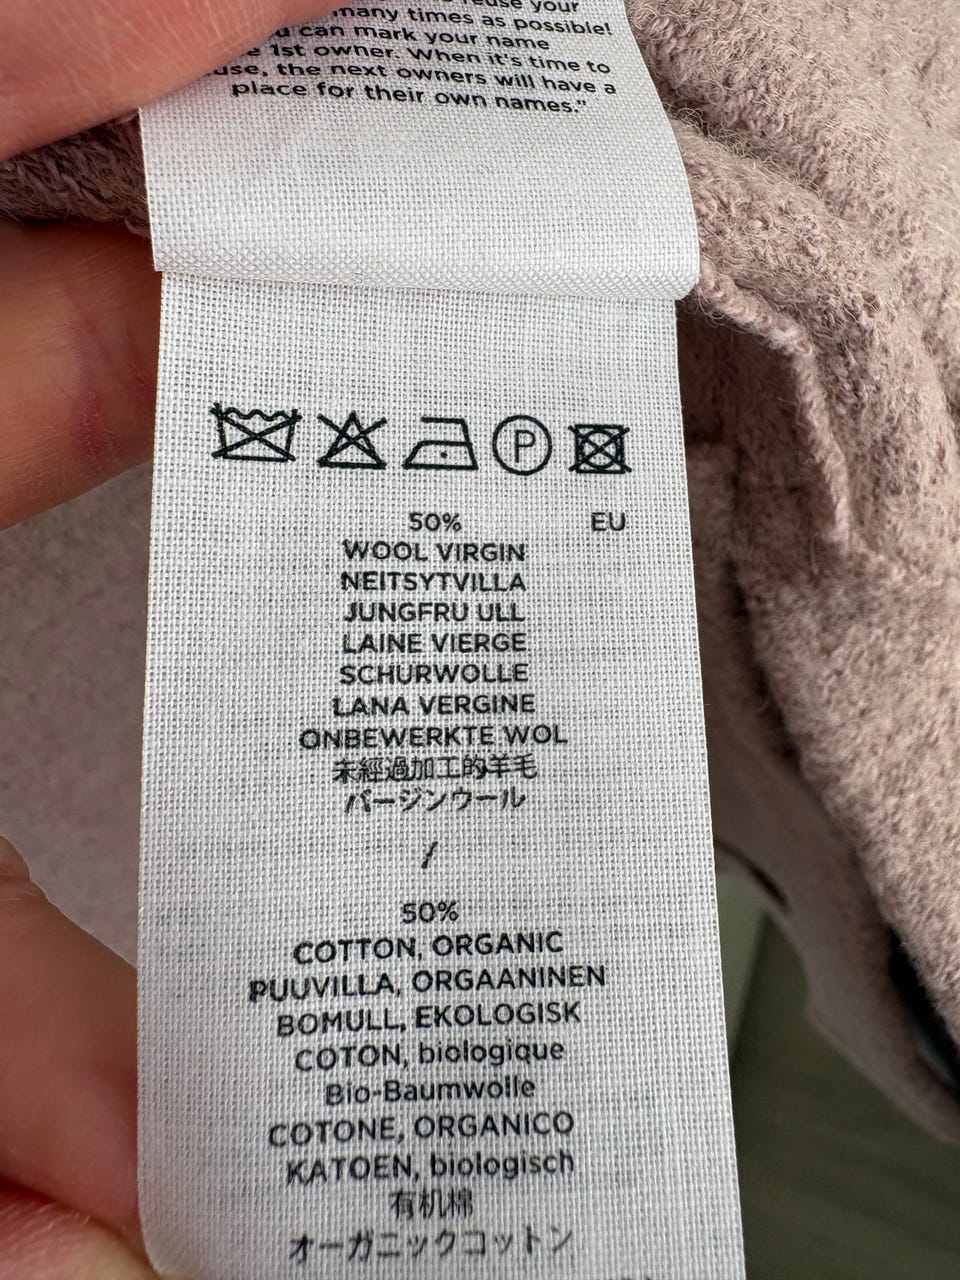 reuse your
many times as possible!
can mark your name
1st owner. When it's time to
the next owners will have a
place for their own names."
P
50% EU
WOOL VIRGIN
NEITSYTVILLA
JUNGFRU ULL
LAINE VIERGE
SCHURWOLLE
LANA VERGINE
ONBEWERKTE WOL
未經過加工的羊毛
バージンウール
/
50%
COTTON, ORGANIC
PUUVILLA, ORGAANINEN
BOMULL, EKOLOGISK
COTON, biologique
Bio-Baumwolle
COTONE, ORGANICO
KATOEN, biologisch
有机棉
オーガニックコットン